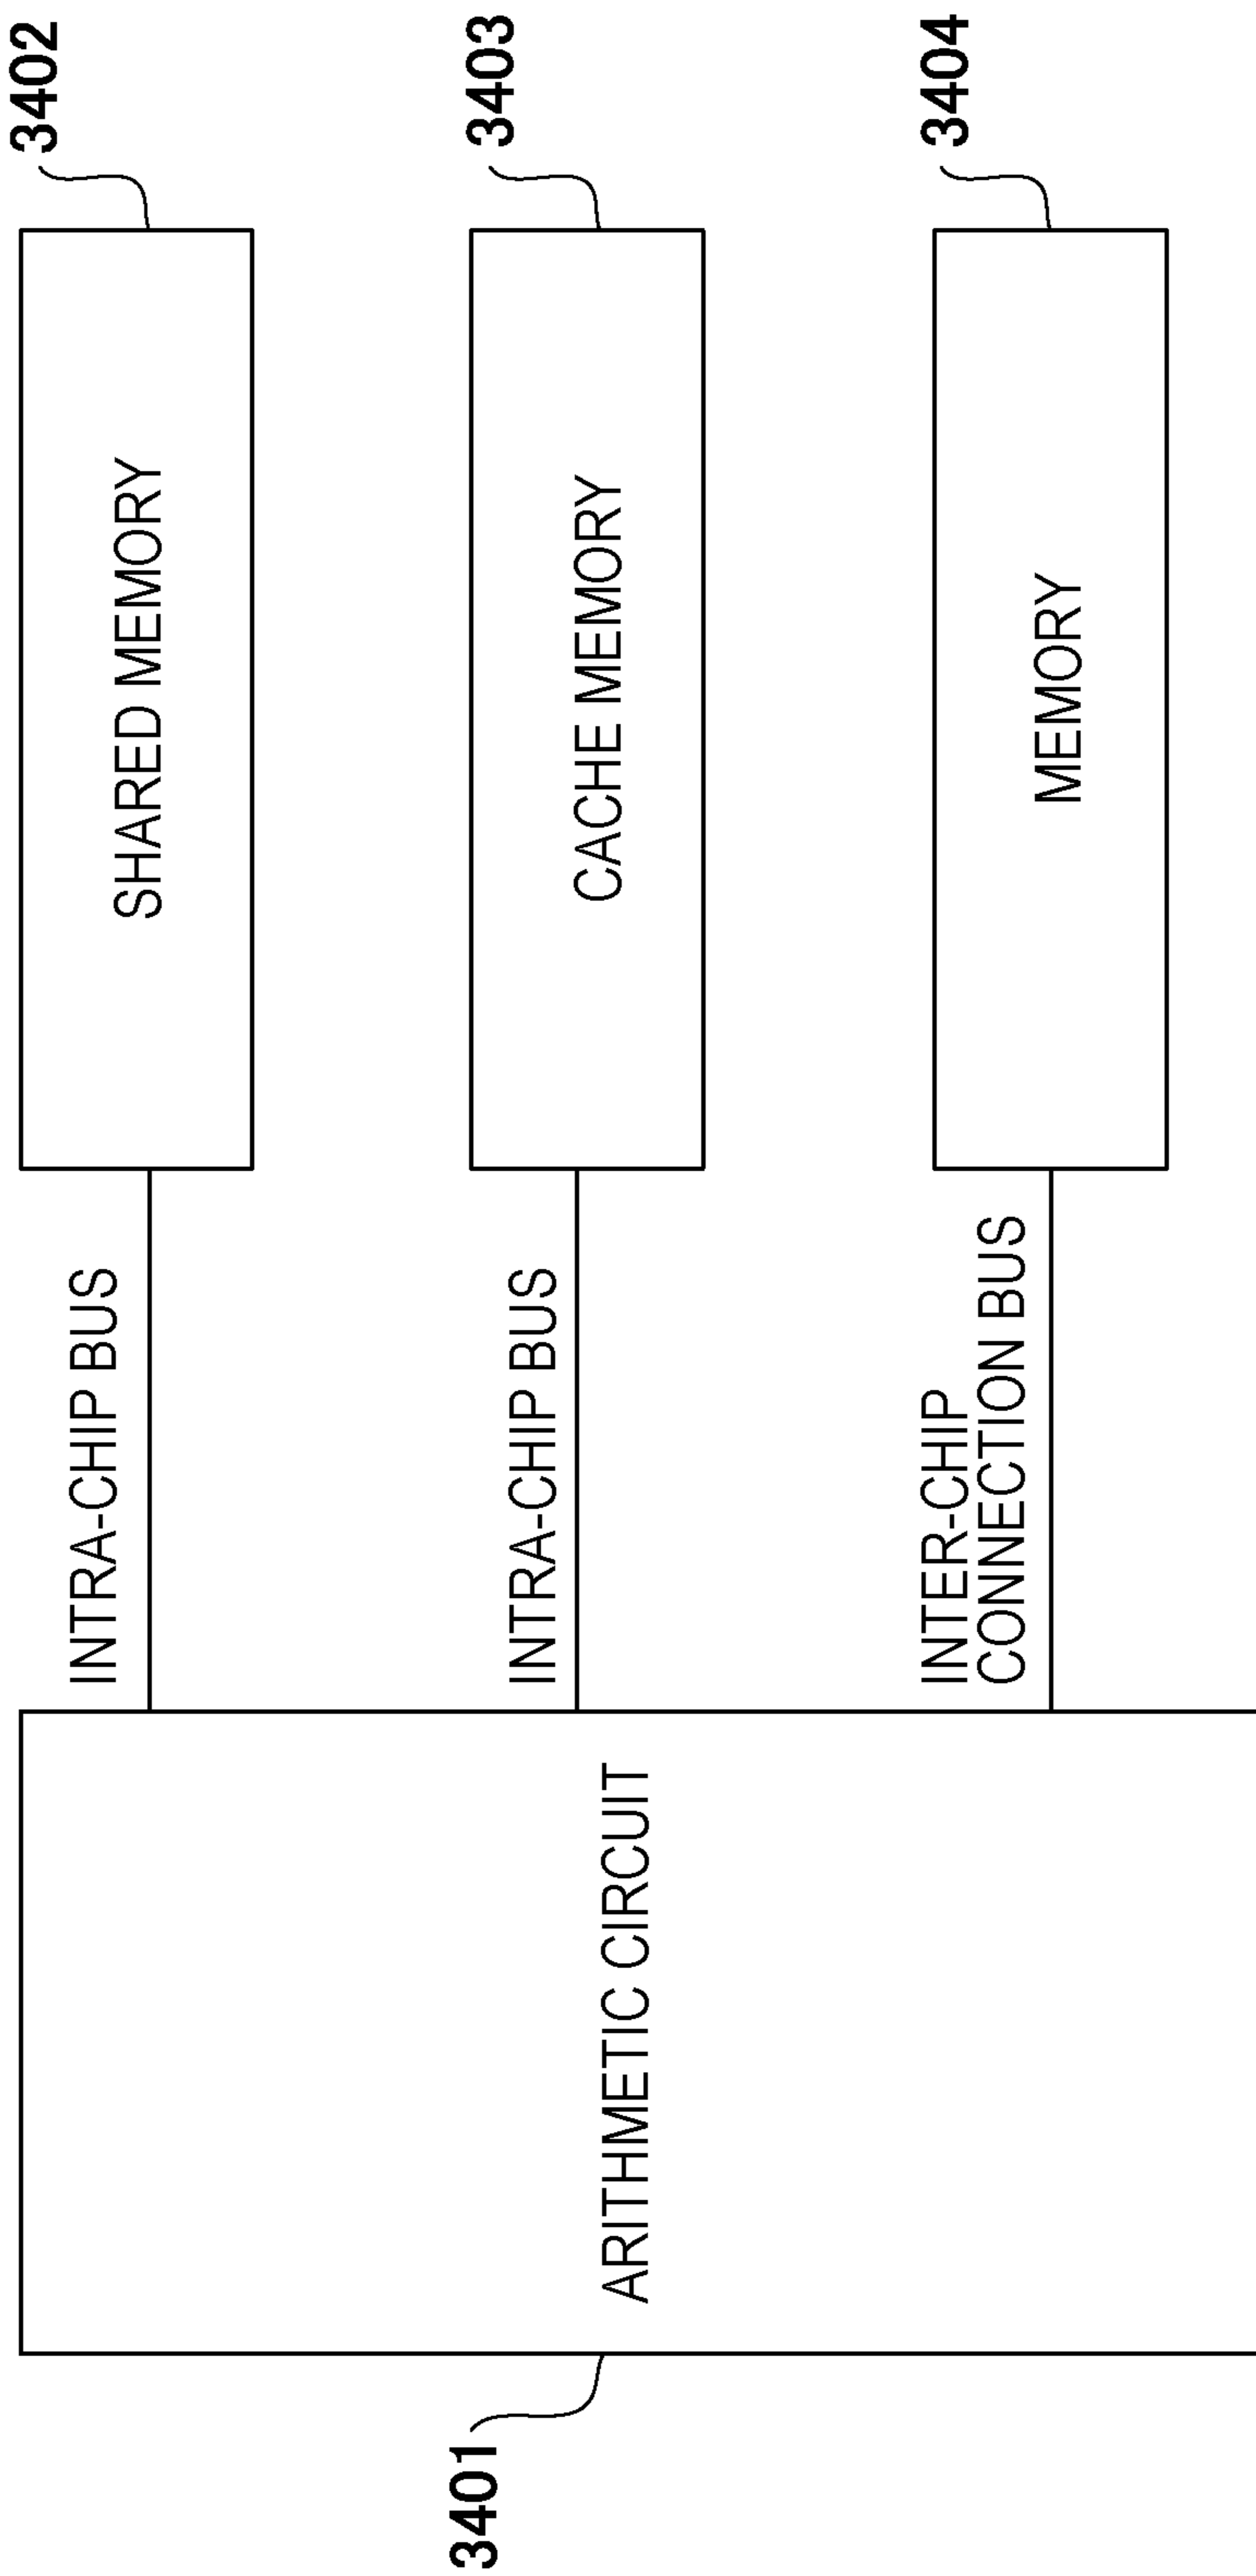 3401
ARITHMETIC CIRCUIT
INTRA-CHIP BUS
SHARED MEMORY
3402
INTRA-CHIP BUS
CACHE MEMORY
3403
INTER-CHIP
CONNECTION BUS
MEMORY
3404